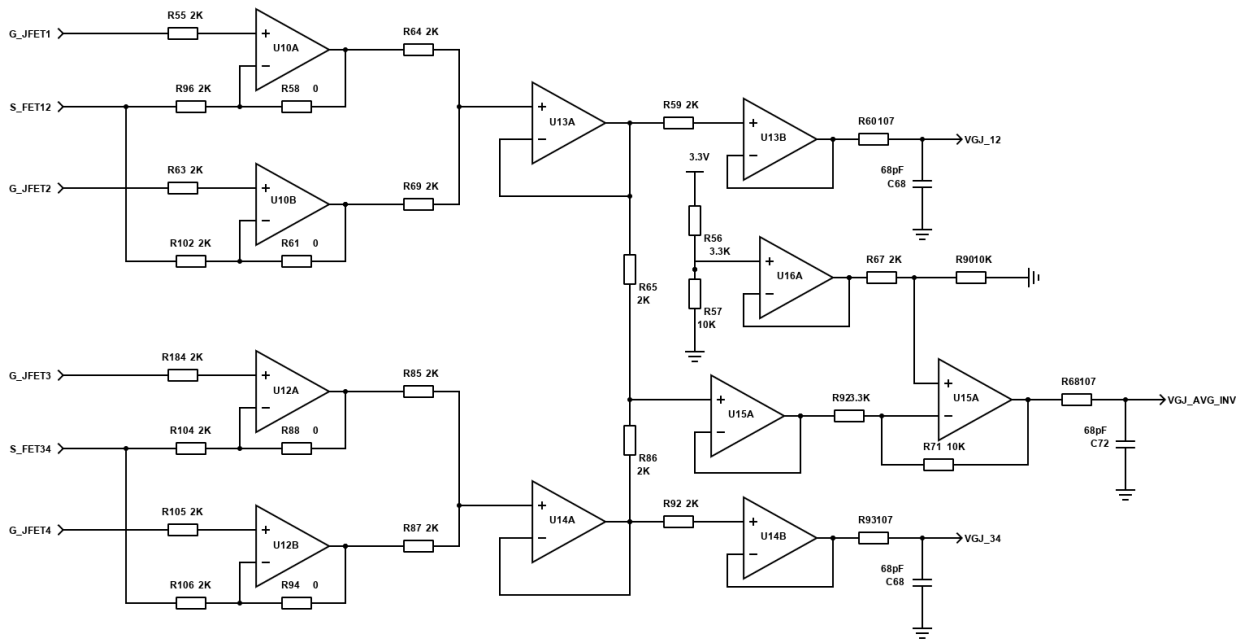 R55 2K
R64 2K
G_JFET1
U10A
R96 2K
R58 0
R59 2K
R60107
S_FET12
U13A
U13B
VGJ_12
3.3V
68pF
C68
R63 2K
R69 2K
G_JFET2
U10B
R56
3.3K
R102 2K
R61 0
R67 2K
R9010K
U16A
R65
2K
R57
10K
R184 2K
R85 2K
G_JFET3
U12A
R68107
R923.3K
U15A
U15A
VGJ_AVG_INV
R104 2K
R88 0
68pF
C72
S_FET34
R71 10K
R86
2K
R105 2K
R87 2K
R92 2K
R93107
G_JFET4
U12B
U14A
U14B
VGJ_34
68pF
C68
R106 2K
R94 0